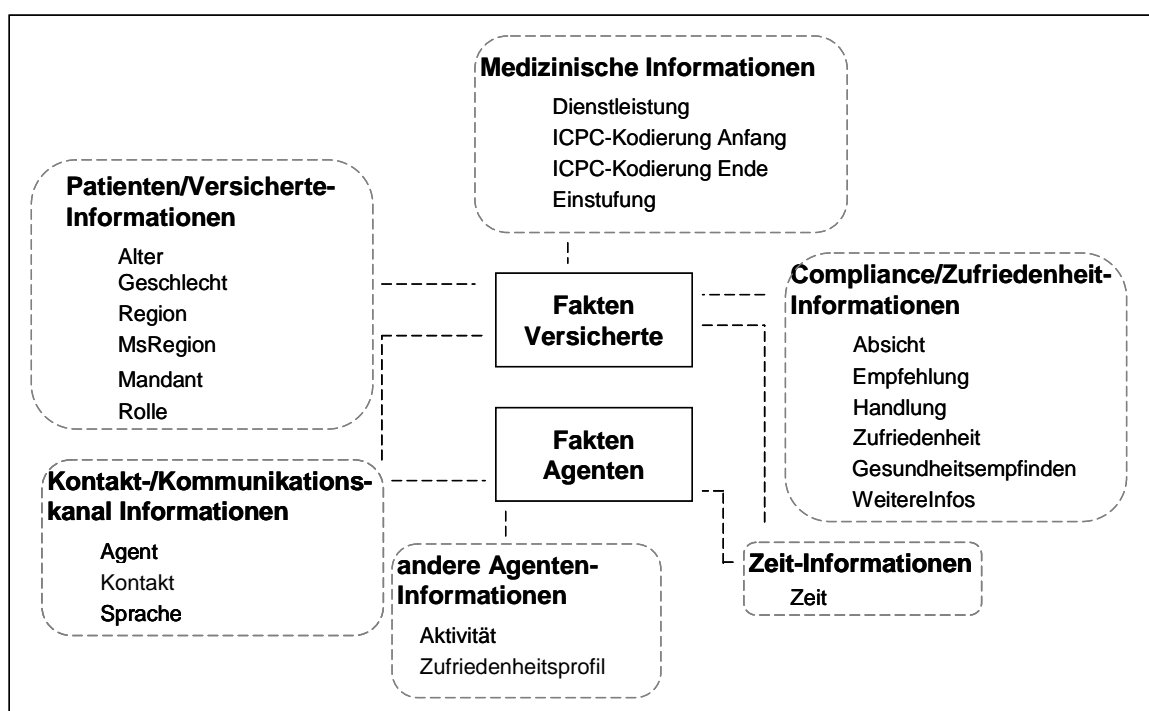 Medizinische Informationen
Dienstleistung
ICPC-Kodierung Anfang
ICPC-Kodierung Ende
Einstufung
Patienten/Versicherte-
Informationen
Alter
Geschlecht
Region
MsRegion
Mandant
Rolle
Fakten
Versicherte
Compliance/Zufriedenheit-
Informationen
Absicht
Empfehlung
Handlung
Zufriedenheit
Gesundheitsempfinden
WeitereInfos
Fakten
Agenten
Kontakt-/Kommunikations-
kanal Informationen
Agent
Kontakt
Sprache
andere Agenten-
Informationen
Aktivität
Zufriedenheitsprofil
Zeit-Informationen
Zeit